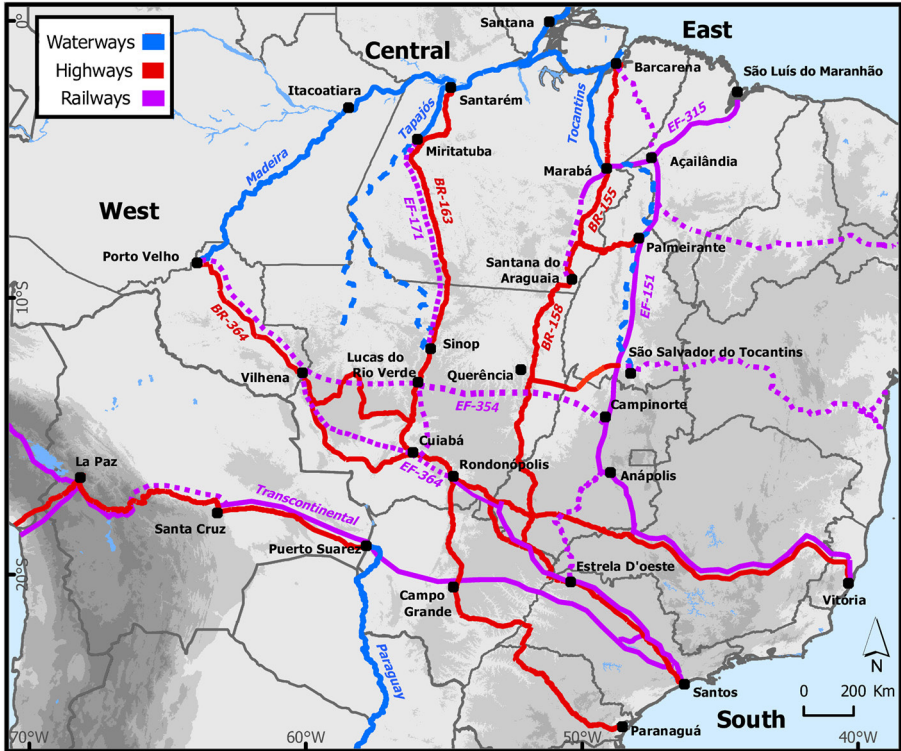 0°
Santana
East
Waterways
Highways
Railways
Central
Barcarena
São Luís do Maranhão
Itacoatiara
Santarém
Tapajós
Tocantins
EF-315
Miritatuba
Açailândia
Madeira
Marabá
BR-163
EF-171
BR-155
West
Palmeirante
Porto Velho
Santana do
Araguaia
EF-151
10°S
BR-364
BR-158
Sinop
São Salvador do Tocantins
Lucas do
Rio Verde
Vilhena
Querência
EF-354
Campinorte
Cuiabá
EF-364
Rondonópolis
Anápolis
La Paz
Transcontinental
Santa Cruz
Puerto Suarez
Estrela D'oeste
20°S
Campo
Grande
Vitória
Paraguay
N
Santos
0 200 Km
South
Paranaguá
70°W
60°W
50°W
40°W